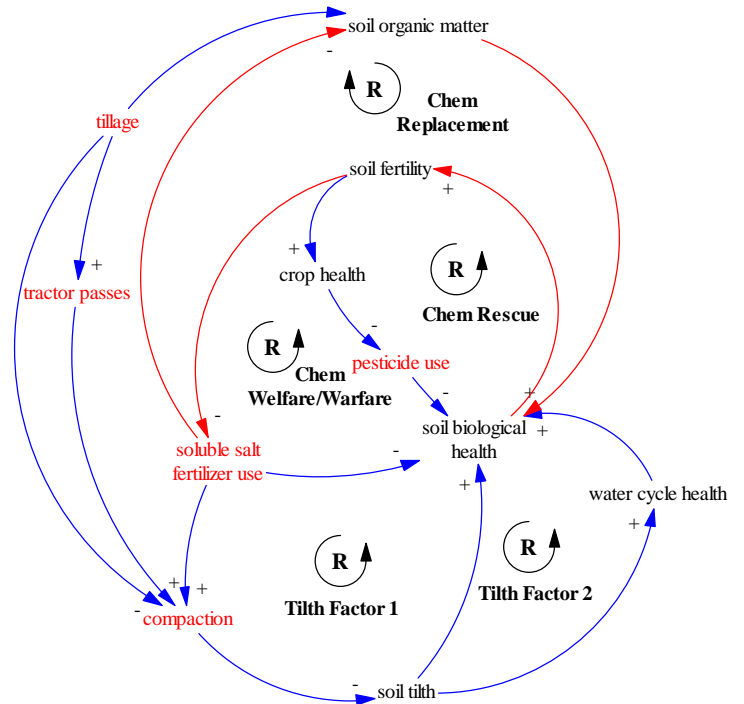 soil organic matter
-
R
Chem
Replacement
tillage
soil fertility
+
+
crop health
+
tractor passes
R
Chem Rescue
-
R
Chem
Welfare/Warfare
pesticide use
-
+
-
soil biological
health
+
soluble salt
fertilizer use
-
+
water cycle health
+
R
Tilth Factor 1
R
Tilth Factor 2
+
+
-
compaction
-
soil tilth